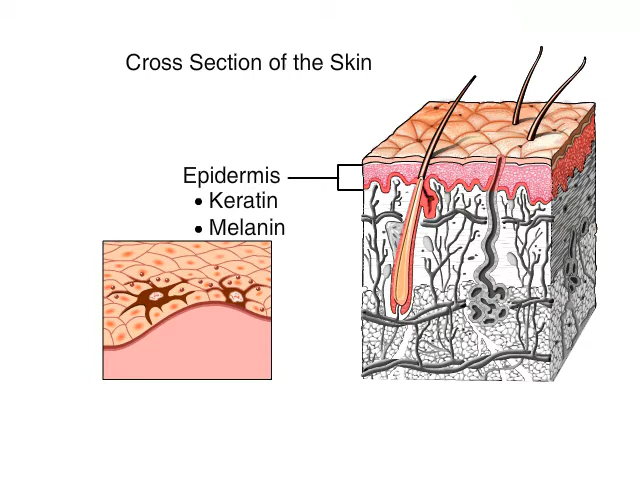 Cross Section of the Skin
Epidermis
• Keratin
• Melanin